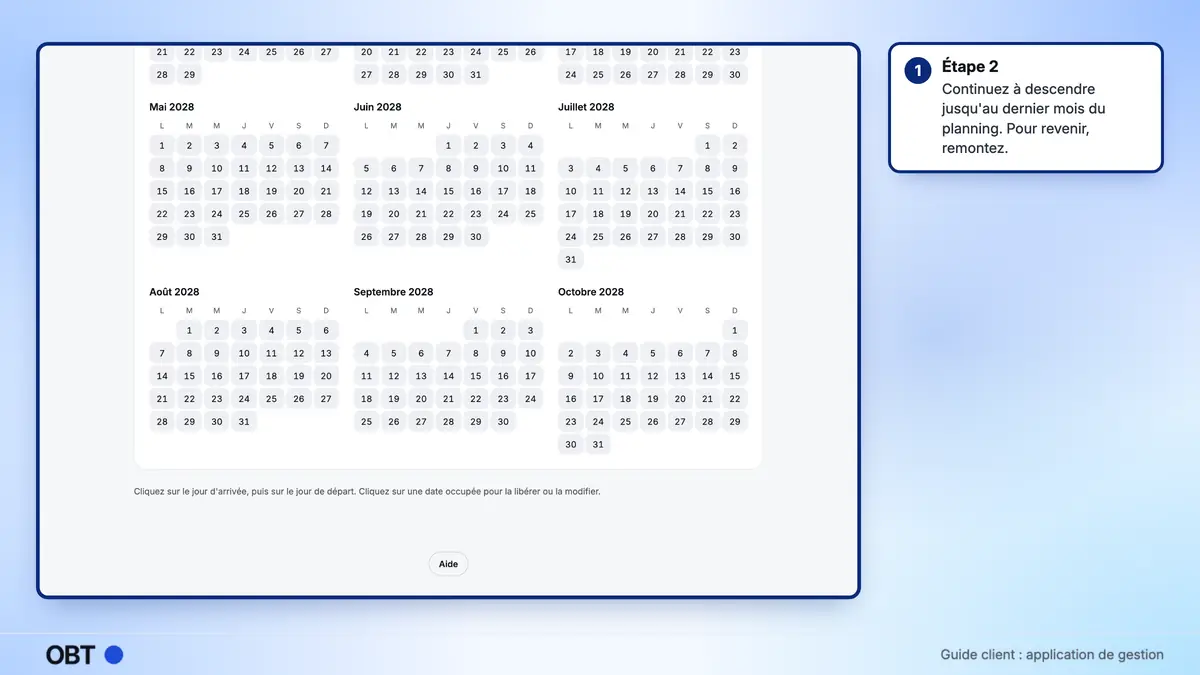 21 22 23 24 25 26 27 20 21 22 23 24 25 26 17 18 19 20 21 22 23
28 29 27 28 29 30 31 24 25 26 27 28 29 30
Mai 2028 Juin 2028 Juillet 2028
L M M J V S D L M M J V S D L M M J V S D
1 2 3 4 5 6 7 1 2 3 4 1 2
8 9 10 11 12 13 14 5 6 7 8 9 10 11 3 4 5 6 7 8 9
15 16 17 18 19 20 21 12 13 14 15 16 17 18 10 11 12 13 14 15 16
22 23 24 25 26 27 28 19 20 21 22 23 24 25 17 18 19 20 21 22 23
29 30 31 26 27 28 29 30 24 25 26 27 28 29 30
31
Août 2028 Septembre 2028 Octobre 2028
L M M J V S D L M M J V S D L M M J V S D
1 2 3 4 5 6 1 2 3 1
7 8 9 10 11 12 13 4 5 6 7 8 9 10 2 3 4 5 6 7 8
14 15 16 17 18 19 20 11 12 13 14 15 16 17 9 10 11 12 13 14 15
21 22 23 24 25 26 27 18 19 20 21 22 23 24 16 17 18 19 20 21 22
28 29 30 31 25 26 27 28 29 30 23 24 25 26 27 28 29
30 31
Cliquez sur le jour d'arrivée, puis sur le jour de départ. Cliquez sur une date occupée pour la libérer ou la modifier.
Aide
1 Étape 2
Continuez à descendre
jusqu'au dernier mois du
planning. Pour revenir,
remontez.
OBT
Guide client : application de gestion